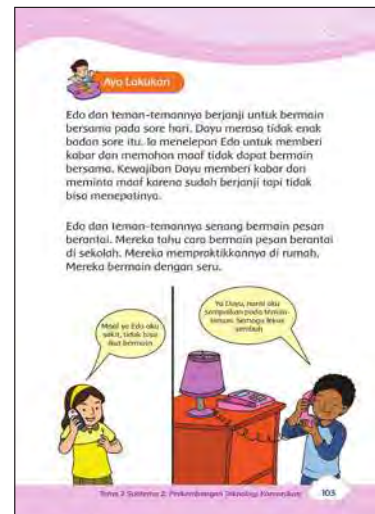 Ayo Lakukan
Edo dan teman-temannya berjanji untuk bermain
bersama pada sore hari. Dayu merasa tidak enak
badan sore itu. Ia menelepon Edo untuk memberi
kabar dan memohon maaf tidak dapat bermain
bersama. Kewajiban Dayu memberi kabar dan
meminta maaf karena sudah berjanji tapi tidak
bisa menepatinya.
Edo dan teman-temannya senang bermain pesan
berantai. Mereka tahu cara bermain pesan berantai
di sekolah. Mereka mempraktikkannya di rumah.
Mereka bermain dengan seru.
Maaf ya Edo aku
sakit, tidak bisa
ikut bermain
Ya Dayu, nanti aku
sampaikan pada teman-
teman. Semoga lekas
sembuh
Tema 3 Subtema 2: Perkembangan Teknologi Komunikasi
103